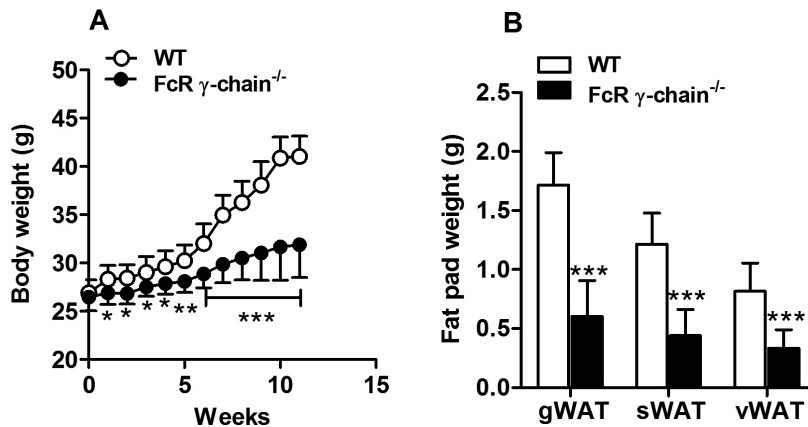 A
WT
FcR γ-chain-/-
50
45
40
35
30
25
20
Body weight (g)
* * * * ** ***
0 5 10 15
Weeks
B
WT
FcR γ-chain-/-
2.5
2.0
1.5
1.0
0.5
0.0
Fat pad weight (g)
*** *** ***
gWAT sWAT vWAT